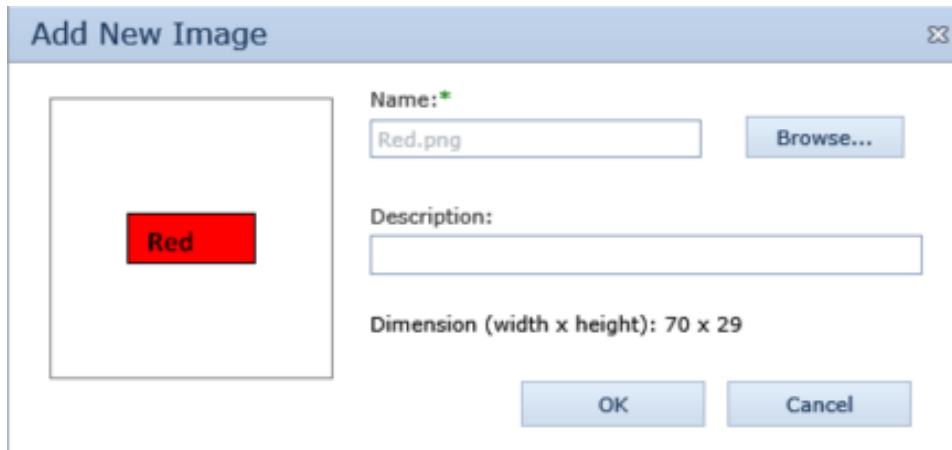 Add New Image
Name:*
Red.png
Browse...
Red
Description:
Dimension (width x height): 70 x 29
OK
Cancel